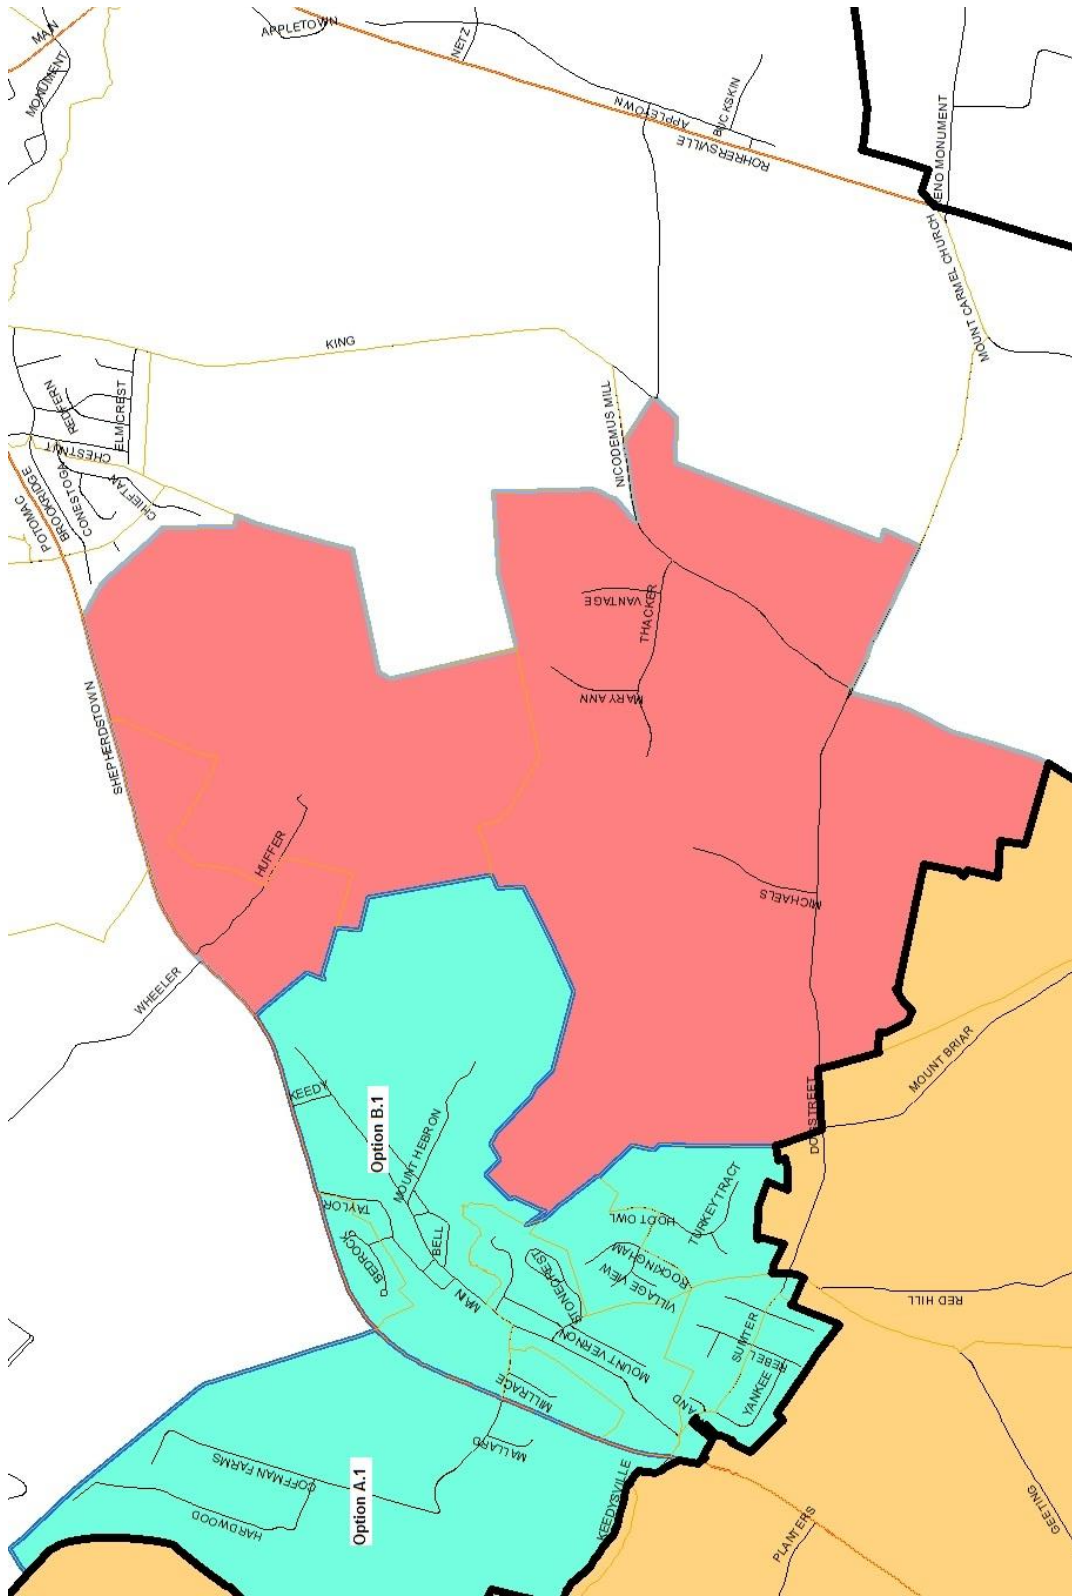 MAIN
MONUMENT
APPLETOWN
NETZ
APPLETOWN
BUCKSKIN
ROHRERSVILLE
RENO MONUMENT
MOUNT CARMEL CHURCH
KING
REDFERN
ELMCREST
CHESTNUT
POTOMAC
BROCKRIDGE
CONESTOGA
CHIEFTAN
NICODEMUS MILL
VANTAGE
THACKER
MARY ANN
SHEPHERDSTOWN
HUFFER
MICHAELS
WHEELER
MOUNT BRIAR
KEEDY
Option B.1
MOUNT HEBRON
DOGSTREET
TAYLOR
BELL
BEDROCK
MAIN
HOOT OWL
TURKEY TRACT
ROCKINGHAM
STONECREST
VILLAGE VIEW
RED HILL
SUMTER
MOUNT VERNON
REBEL
YANKEE
MILLRACE
MALLARD
COFFMAN FARMS
Option A.1
HARDWOOD
KEEDYSVILLE
PLANTERS
GEETING